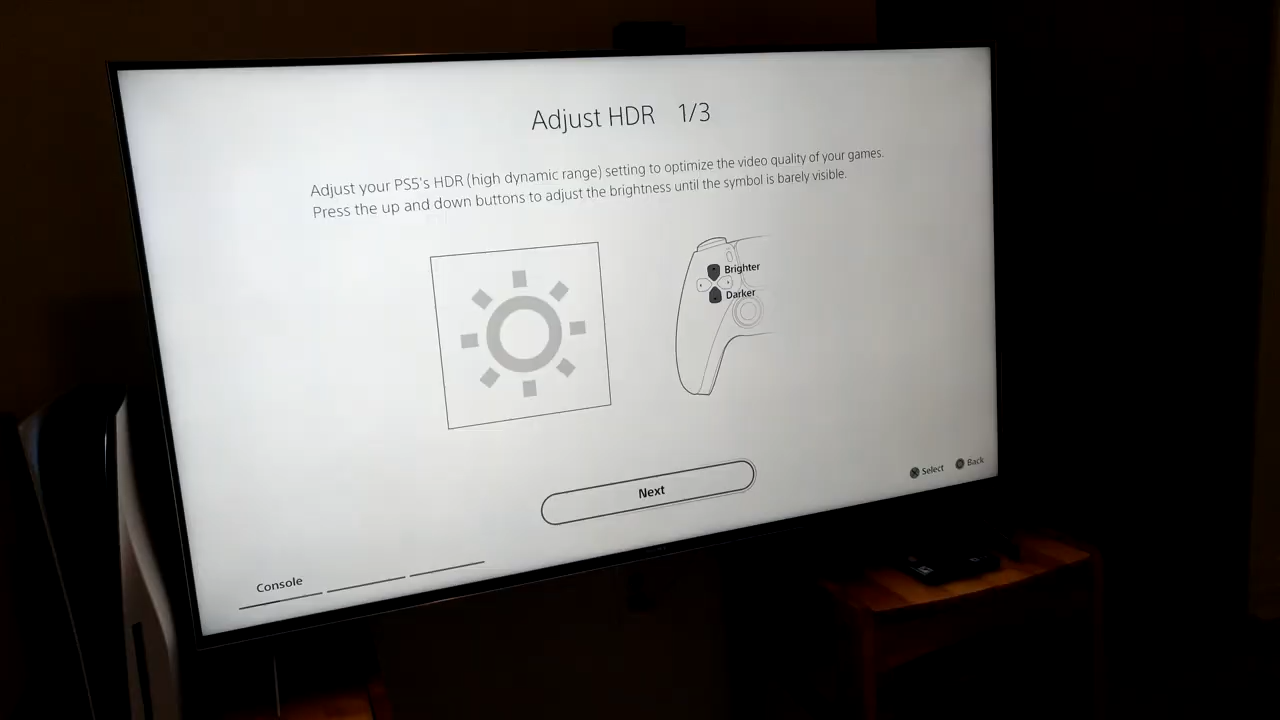 Adjust HDR 1/3
Adjust your PS5's HDR (high dynamic range) setting to optimize the video quality of your games.
Press the up and down buttons to adjust the brightness until the symbol is barely visible.
Brighter
Darker
Next
Select Back
Console